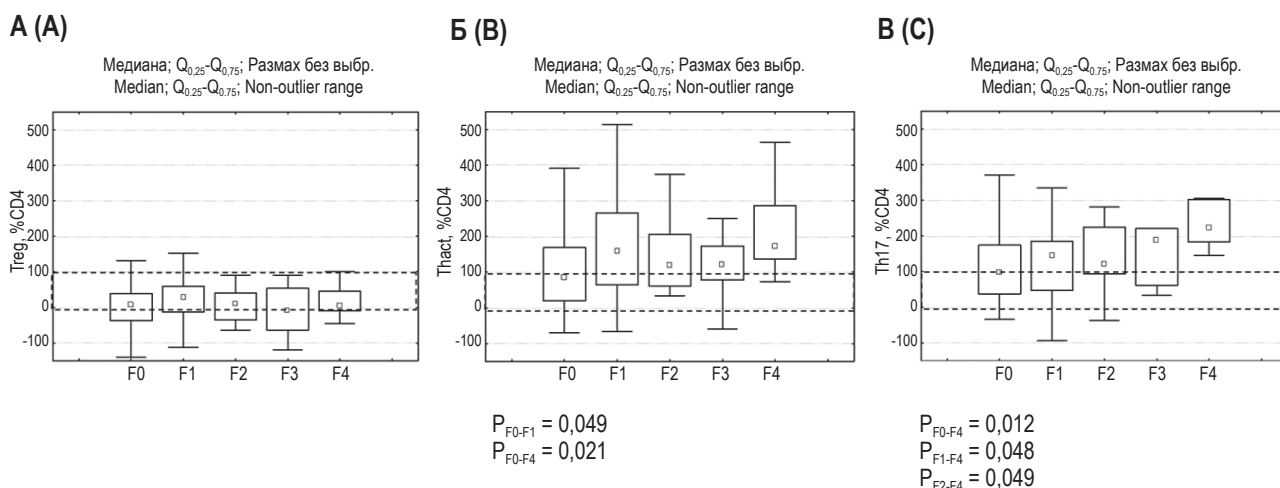 А (A)
Медиана; Q0,25-Q0,75; Размах без выбр.
Median; Q0.25-Q0.75; Non-outlier range
Treg, %CD4
500
400
300
200
100
0
-100
F0 F1 F2 F3 F4
Б (B)
Медиана; Q0,25-Q0,75; Размах без выбр.
Median; Q0.25-Q0.75; Non-outlier range
Thact, %CD4
500
400
300
200
100
0
-100
F0 F1 F2 F3 F4
PF0-F1 = 0,049
PF0-F4 = 0,021
В (C)
Медиана; Q0,25-Q0,75; Размах без выбр.
Median; Q0.25-Q0.75; Non-outlier range
Th17, %CD4
500
400
300
200
100
0
-100
F0 F1 F2 F3 F4
PF0-F4 = 0,012
PF1-F4 = 0,048
PF2-F4 = 0,049